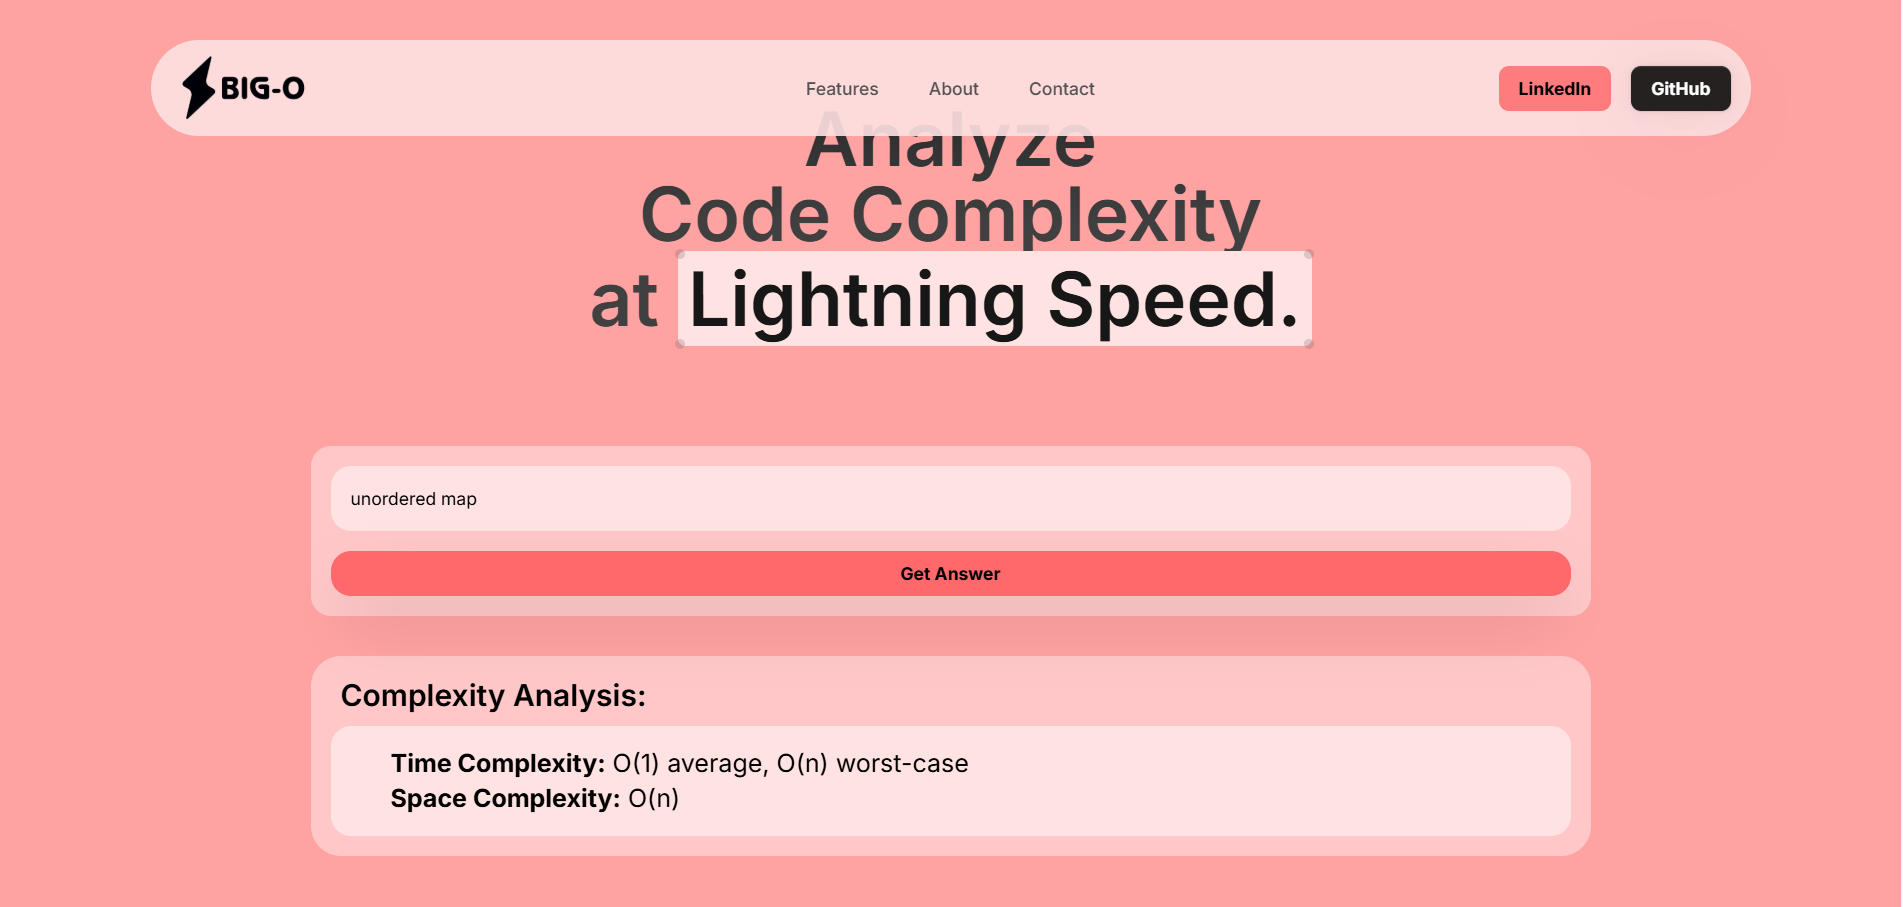 BIG-O
Features About Contact
LinkedIn GitHub
Analyze
Code Complexity
at Lightning Speed.
unordered map
Get Answer
Complexity Analysis:
Time Complexity: O(1) average, O(n) worst-case
Space Complexity: O(n)